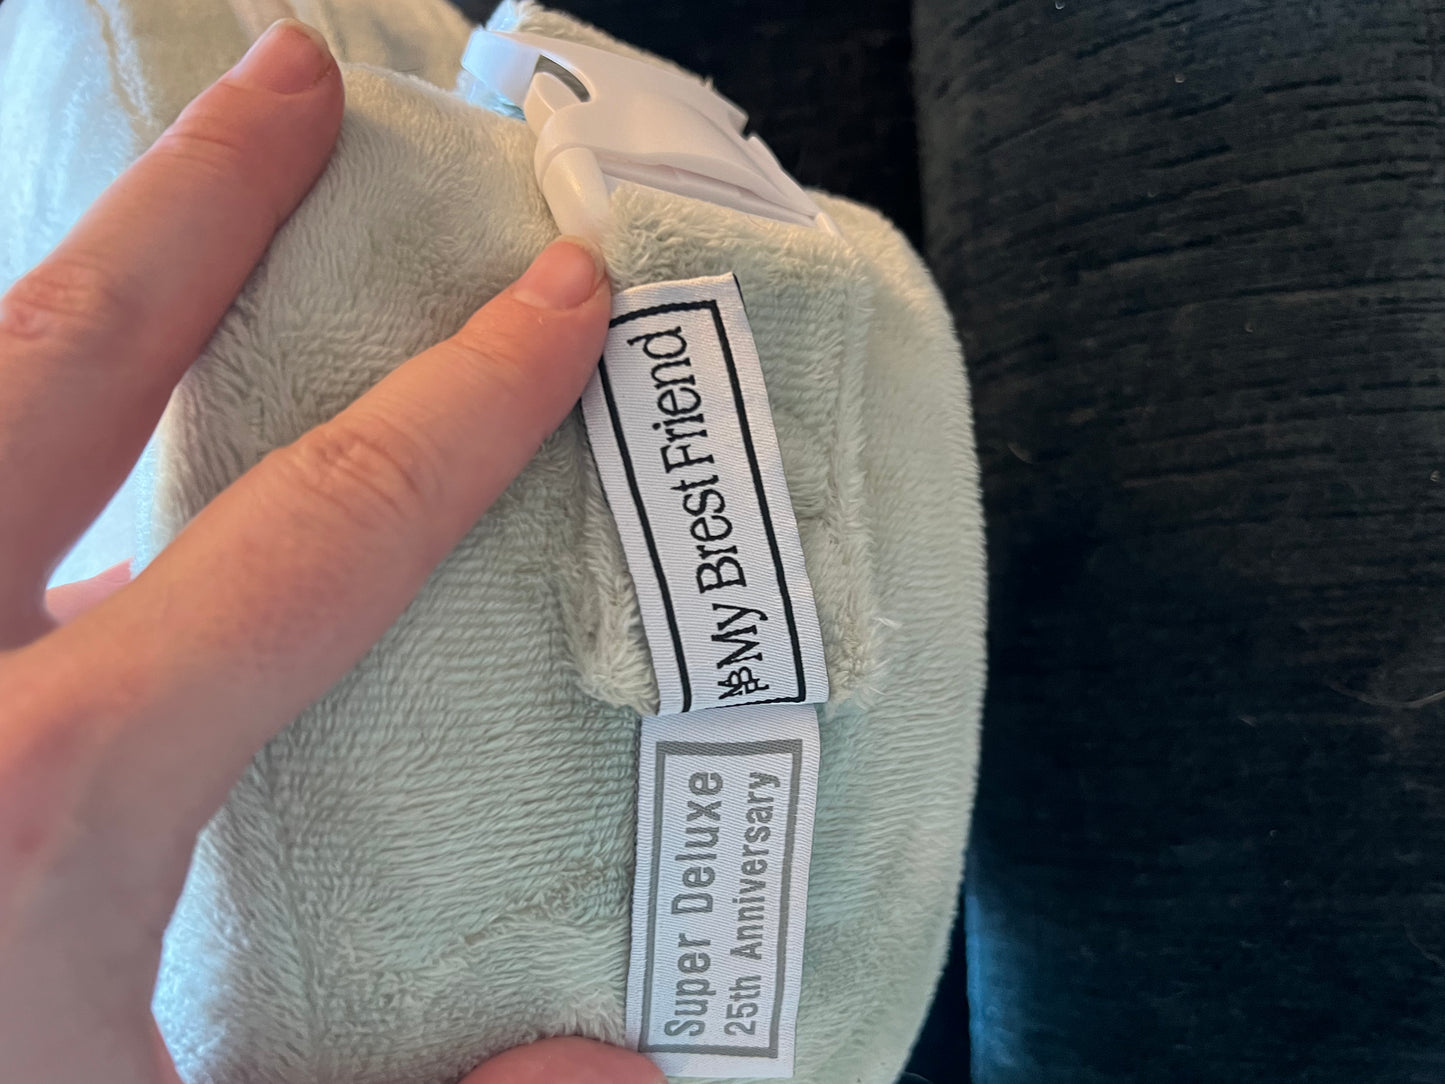 My Brest Friend
Super Deluxe
25th Anniversary